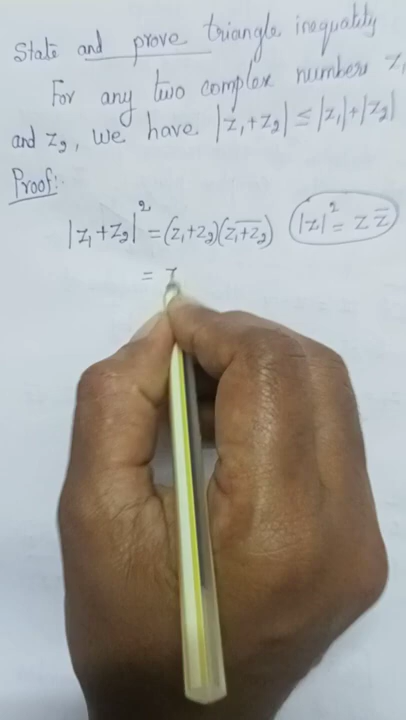 State and prove triangle inequality
For any two complex numbers z₁
and z₂, we have |z₁+z₂| ≤ |z₁|+|z₂|
Proof:
|z₁+z₂|² = (z₁+z₂)(z̅₁+̅z̅₂) |z|² = z z̅
= z